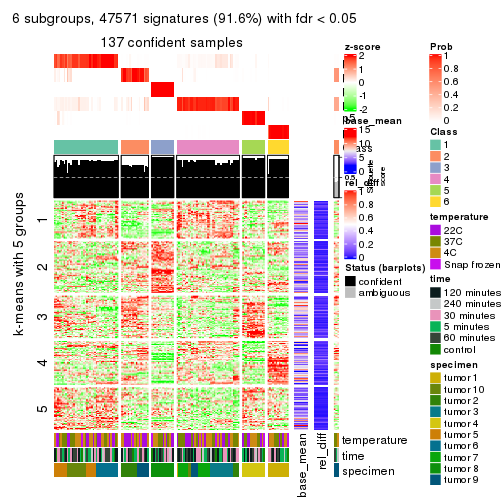 6 subgroups, 47571 signatures (91.6%) with fdr < 0.05
137 confident samples
k-means with 5 groups
1
2
3
4
5
base_mean
rel_diff
temperature
time
specimen
z-score
2
1
0
-1
-2
base_mean
15
10
5
0
rel_diff
1
0.8
0.6
0.4
0.2
0
Status (barplots)
confident
ambiguous
Prob
1
0.8
0.6
0.4
0.2
0
Class
1
2
3
4
5
6
temperature
22C
37C
4C
Snap frozen
time
120 minutes
240 minutes
30 minutes
5 minutes
60 minutes
control
specimen
tumor 1
tumor 10
tumor 2
tumor 3
tumor 4
tumor 5
tumor 6
tumor 7
tumor 8
tumor 9